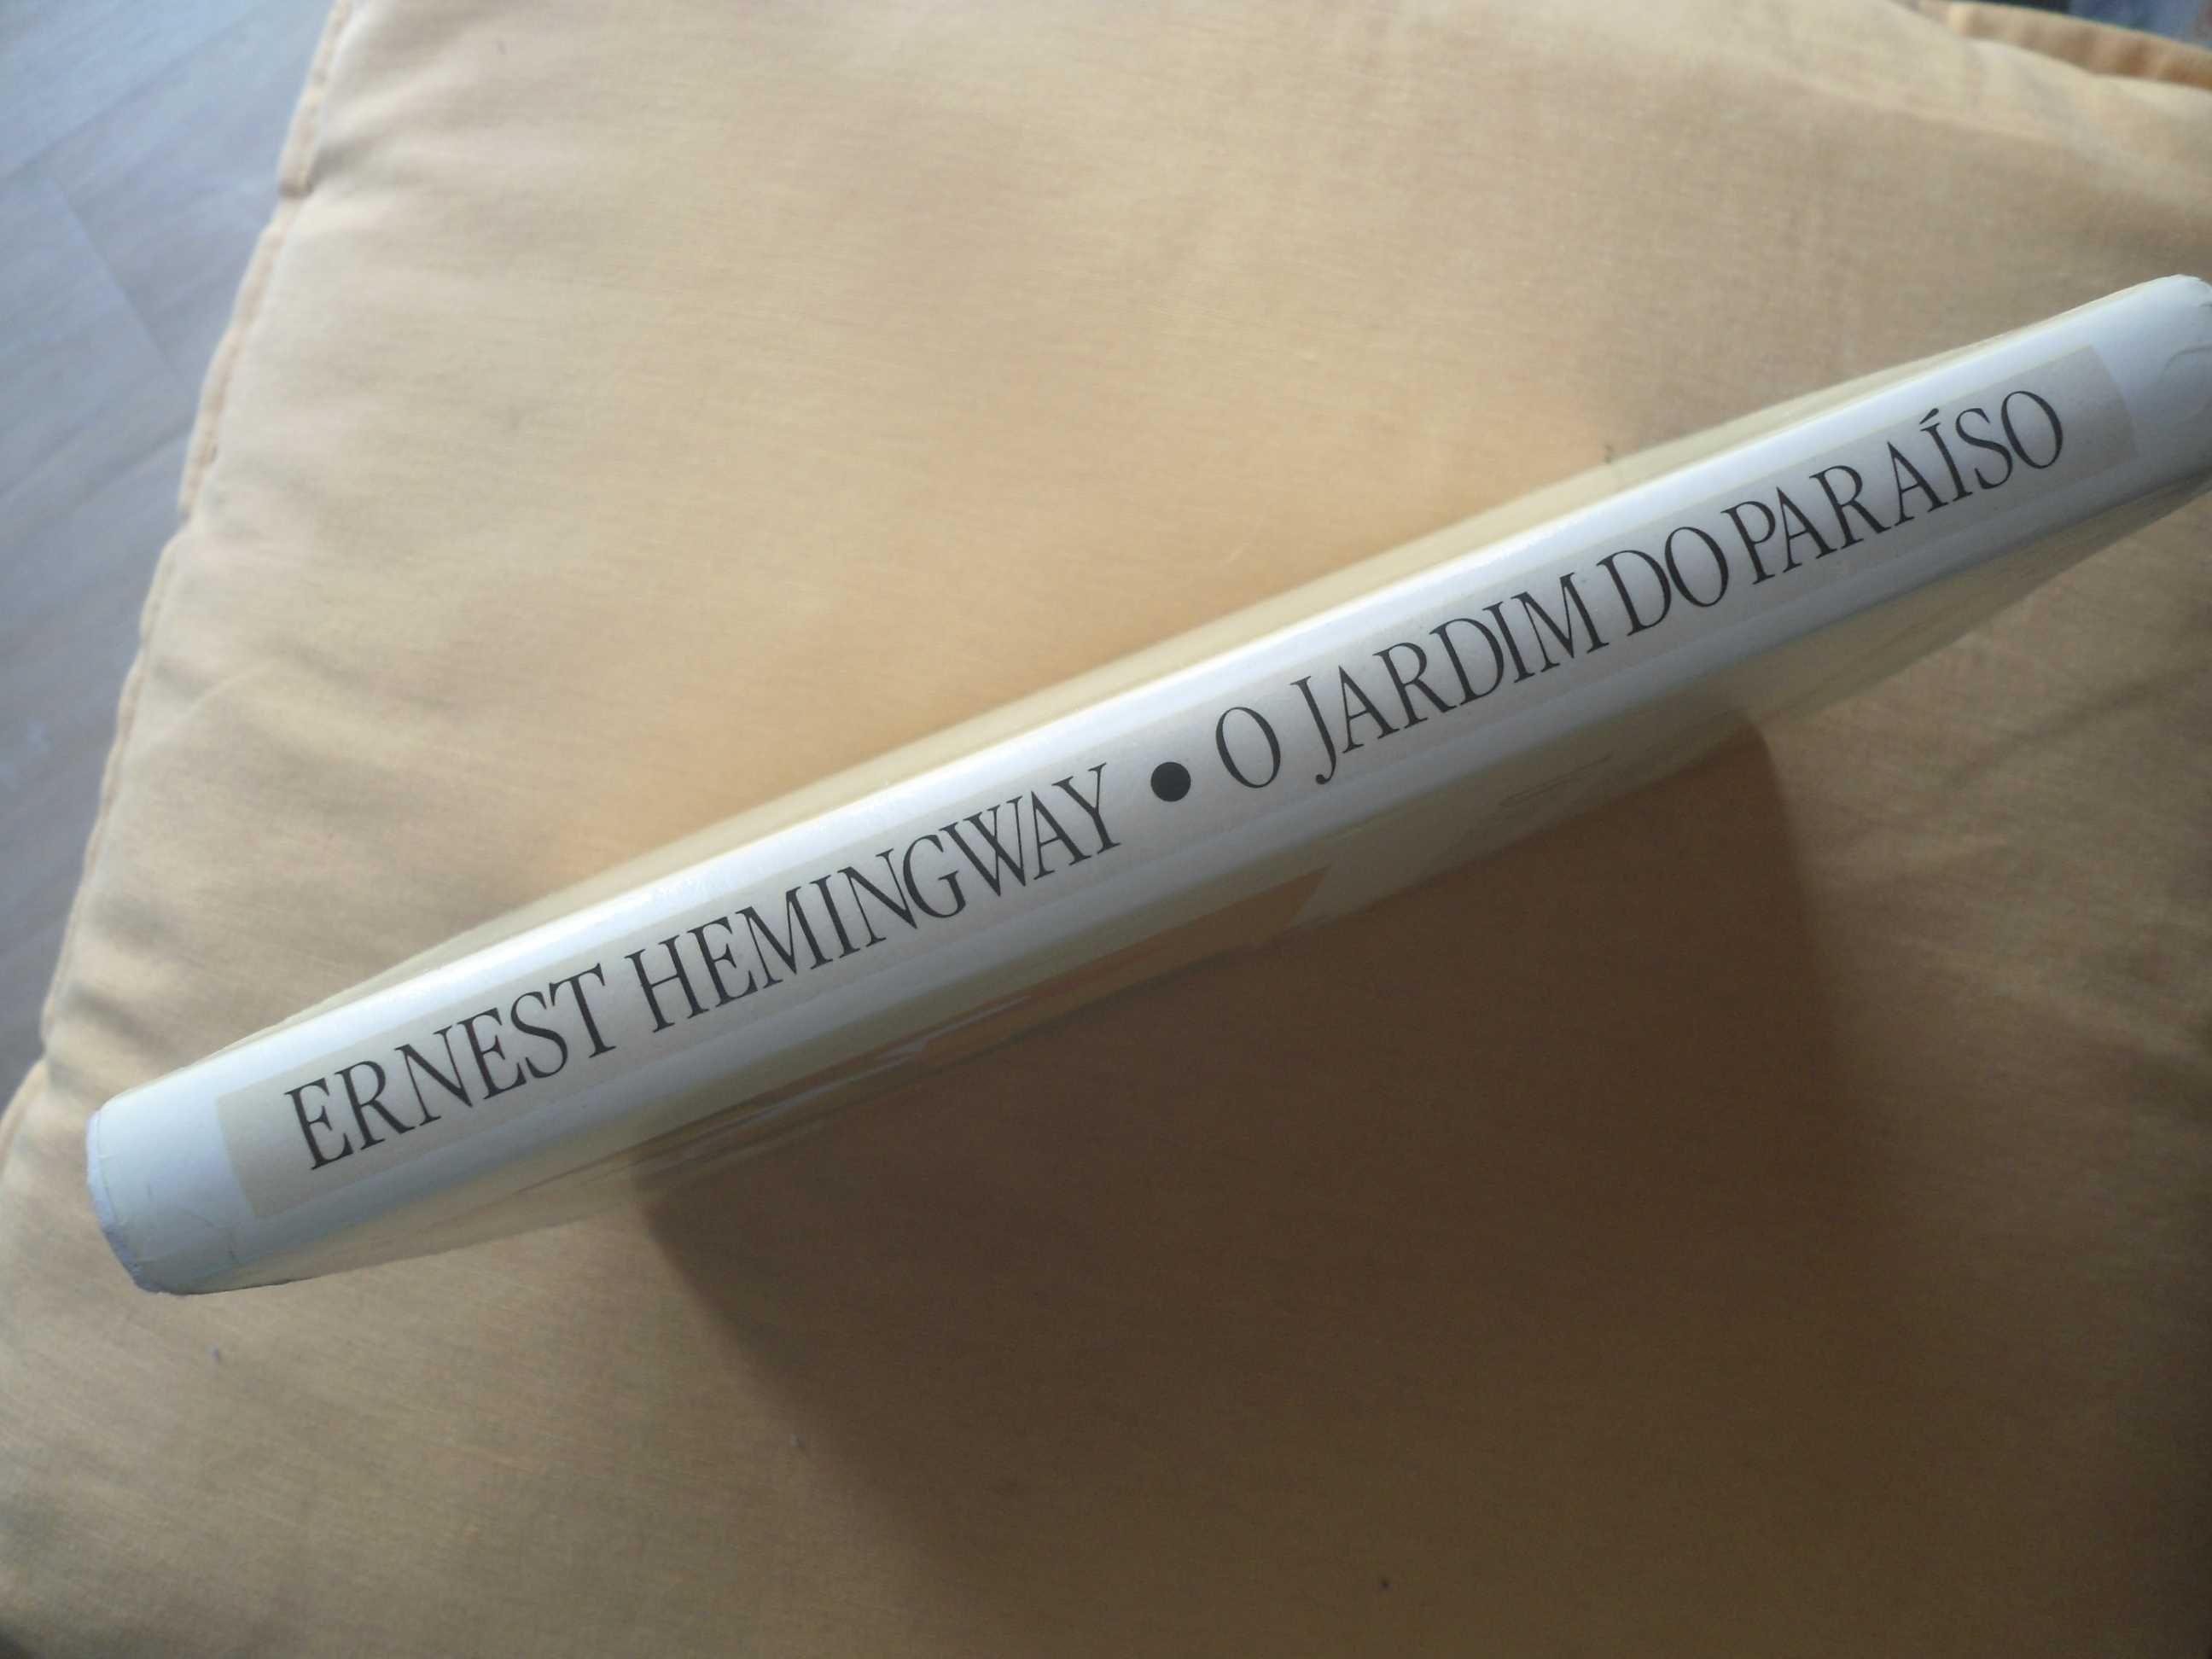 ERNEST HEMINGWAY • O JARDIM DO PARAÍSO